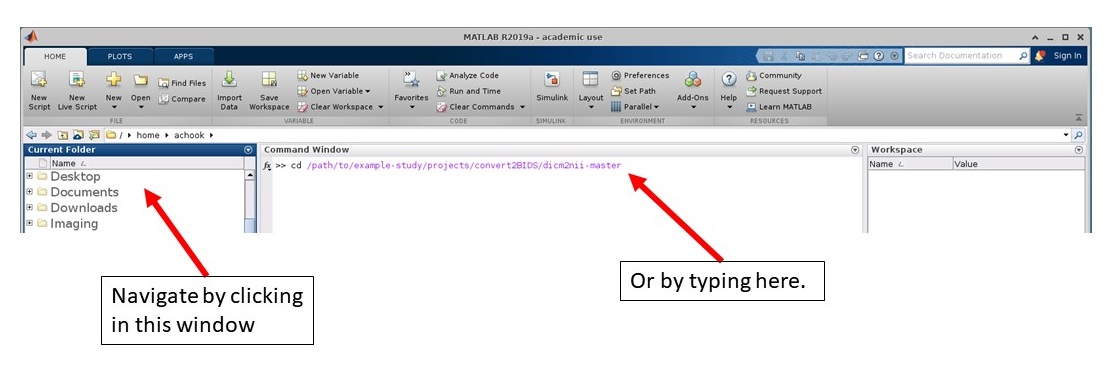 MATLAB R2019a - academic use
HOME PLOTS APPS
Search Documentation
Sign In
New Script
New Live Script
New
Open
Find Files
Compare
Import Data
Save Workspace
New Variable
Open Variable
Clear Workspace
Favorites
Analyze Code
Run and Time
Clear Commands
Simulink
Layout
Preferences
Set Path
Parallel
Add-Ons
Help
Community
Request Support
Learn MATLAB
FILE VARIABLE CODE SIMULINK ENVIRONMENT RESOURCES
/ home achook
Current Folder
Name
Desktop
Documents
Downloads
Imaging
Command Window
fx >> cd /path/to/example-study/projects/convert2BIDS/dicm2nii-master
Workspace
Name Value
Navigate by clicking
in this window
Or by typing here.